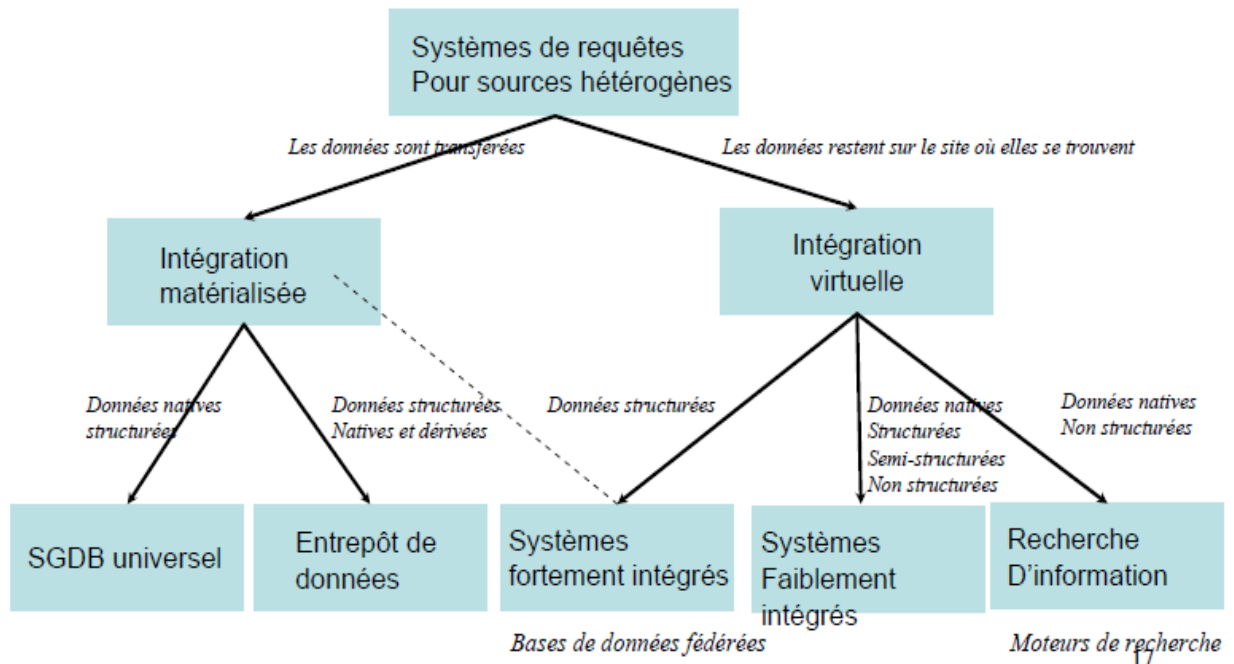 Systèmes de requêtes
Pour sources hétérogènes
Les données sont transférées
Les données restent sur le site où elles se trouvent
Intégration
matérialisée
Intégration
virtuelle
Données natives
structurées
Données structurées
Natives et dérivées
Données structurées
Données natives
Structurées
Semi-structurées
Non structurées
Données natives
Non structurées
SGDB universel
Entrepôt de
données
Systèmes
fortement intégrés
Systèmes
Faiblement
intégrés
Recherche
D'information
Bases de données fédérées
Moteurs de recherche
17